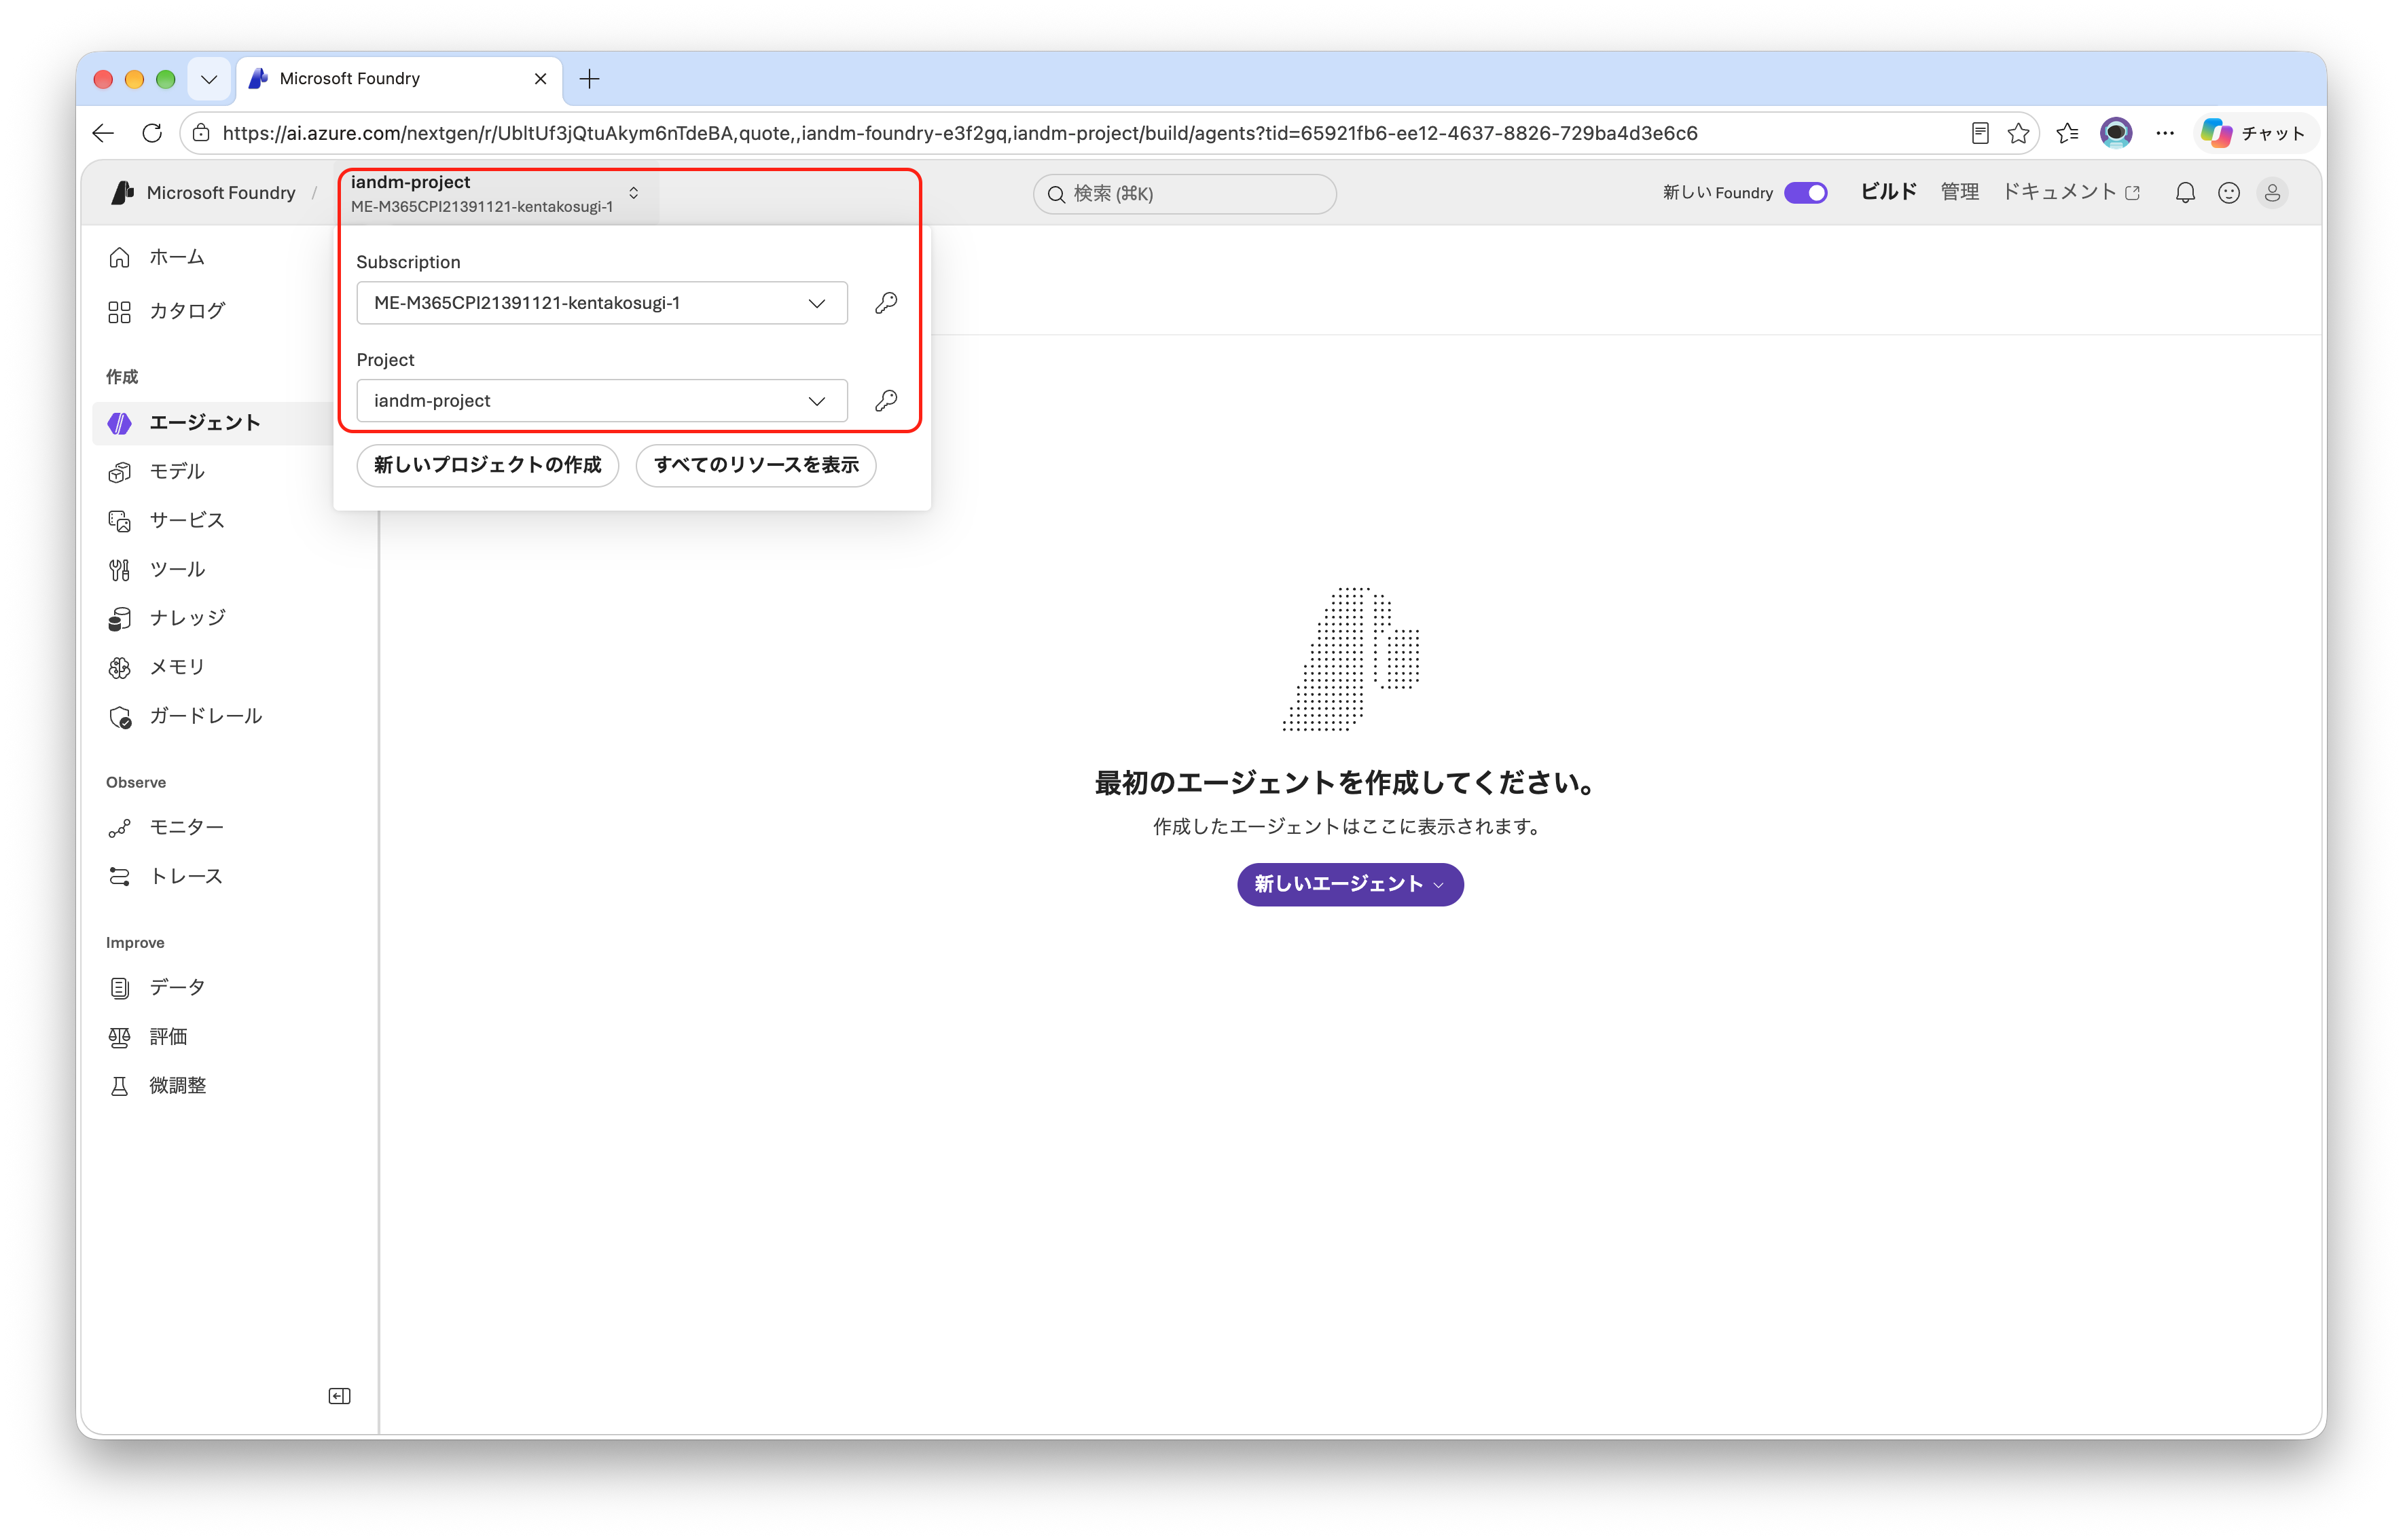 Microsoft Foundry
https://ai.azure.com/nextgen/r/UbltUf3jQtuAkym6nTdeBA,quote,,iandm-foundry-e3f2gq,iandm-project/build/agents?tid=65921fb6-ee12-4637-8826-729ba4d3e6c6
チャット
Microsoft Foundry /
iandm-project
ME-M365CPI21391121-kentakosugi-1
検索 (⌘K)
新しい Foundry
ビルド
管理
ドキュメント
ホーム
カタログ
作成
エージェント
モデル
サービス
ツール
ナレッジ
メモリ
ガードレール
Observe
モニター
トレース
Improve
データ
評価
微調整
Subscription
ME-M365CPI21391121-kentakosugi-1
Project
iandm-project
新しいプロジェクトの作成
すべてのリソースを表示
最初のエージェントを作成してください。
作成したエージェントはここに表示されます。
新しいエージェント